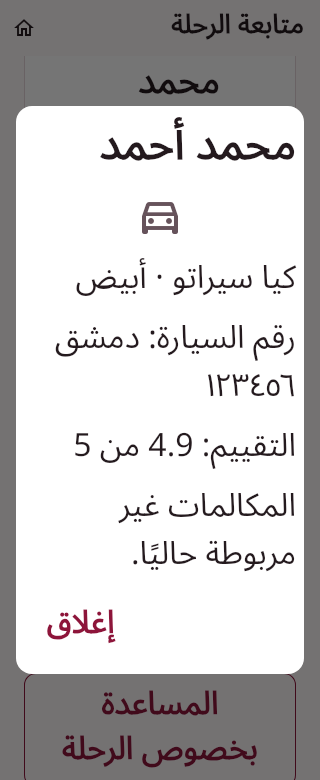 متابعة الرحلة
محمد
محمد أحمد
كيا سيراتو · أبيض
رقم السيارة: دمشق
١٢٣٤٥٦
التقييم: 4.9 من 5
المكالمات غير
مربوطة حاليًا.
إغلاق
المساعدة
بخصوص الرحلة